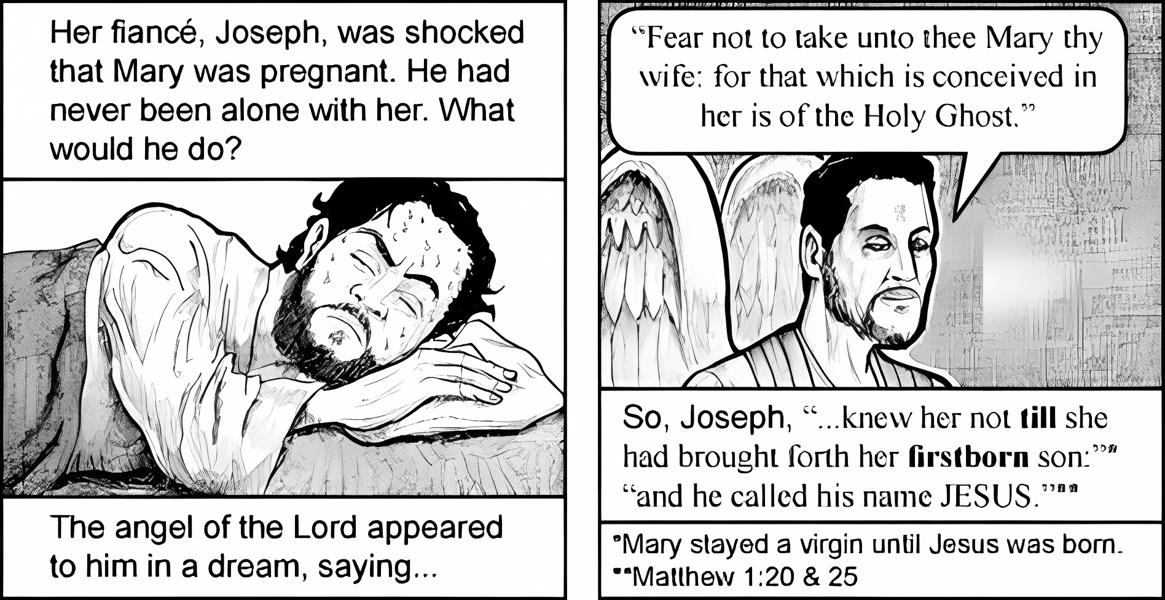 Her fiancé, Joseph, was shocked
that Mary was pregnant. He had
never been alone with her. What
would he do?
The angel of the Lord appeared
to him in a dream, saying...
“Fear not to take unto thee Mary thy
wife: for that which is conceived in
her is of the Holy Ghost.”
So, Joseph, “...knew her not till she
had brought forth her firstborn son:”*
“and he called his name JESUS.”**
*Mary stayed a virgin until Jesus was born.
**Matthew 1:20 & 25